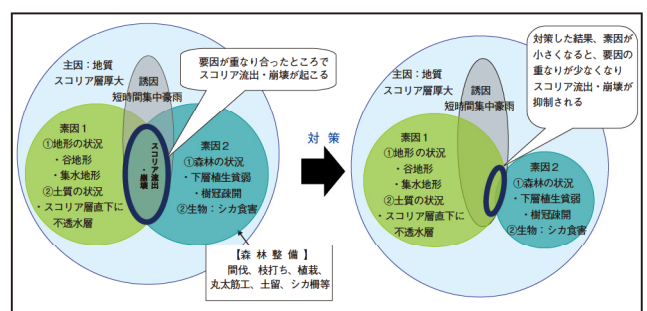 主因：地質
スコリア層厚大
誘因
短時間集中豪雨
要因が重なり合ったところで
スコリア流出・崩壊が起こる
素因１
①地形の状況
・谷地形
・集水地形
②土質の状況
・スコリア層直下に
不透水層
スコリア流出
・崩壊
素因２
①森林の状況
・下層植生貧弱
・樹冠疎開
②生物：シカ食害
【森 林 整 備】
間伐、枝打ち、植栽、
丸太筋工、土留、シカ柵等
対 策
主因：地質
スコリア層厚大
誘因
短時間集中豪雨
対策した結果、素因が
小さくなると、要因の
重なりが少なくなり
スコリア流出・崩壊が
抑制される
素因１
①地形の状況
・谷地形
・集水地形
②土質の状況
・スコリア層直下に
不透水層
素因２
①森林の状況
・下層植生貧弱
・樹冠疎開
②生物：シカ食害